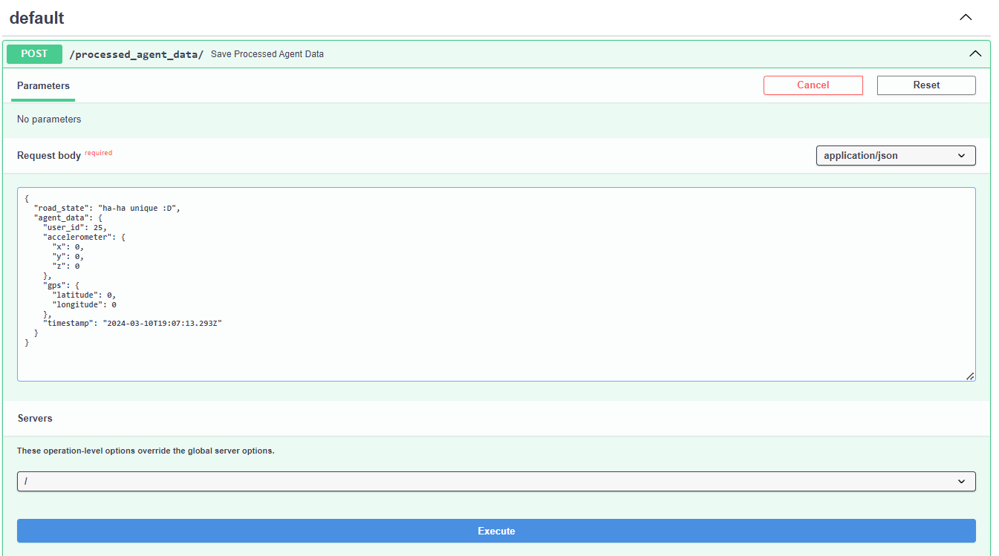 default
POST /processed_agent_data/ Save Processed Agent Data
Parameters Cancel Reset
No parameters
Request body required application/json
{
  "road_state": "ha-ha unique :D",
  "agent_data": {
    "user_id": 25,
    "accelerometer": {
      "x": 0,
      "y": 0,
      "z": 0
    },
    "gps": {
      "latitude": 0,
      "longitude": 0
    },
    "timestamp": "2024-03-10T19:07:13.293Z"
  }
}
Servers
These operation-level options override the global server options.
/
Execute